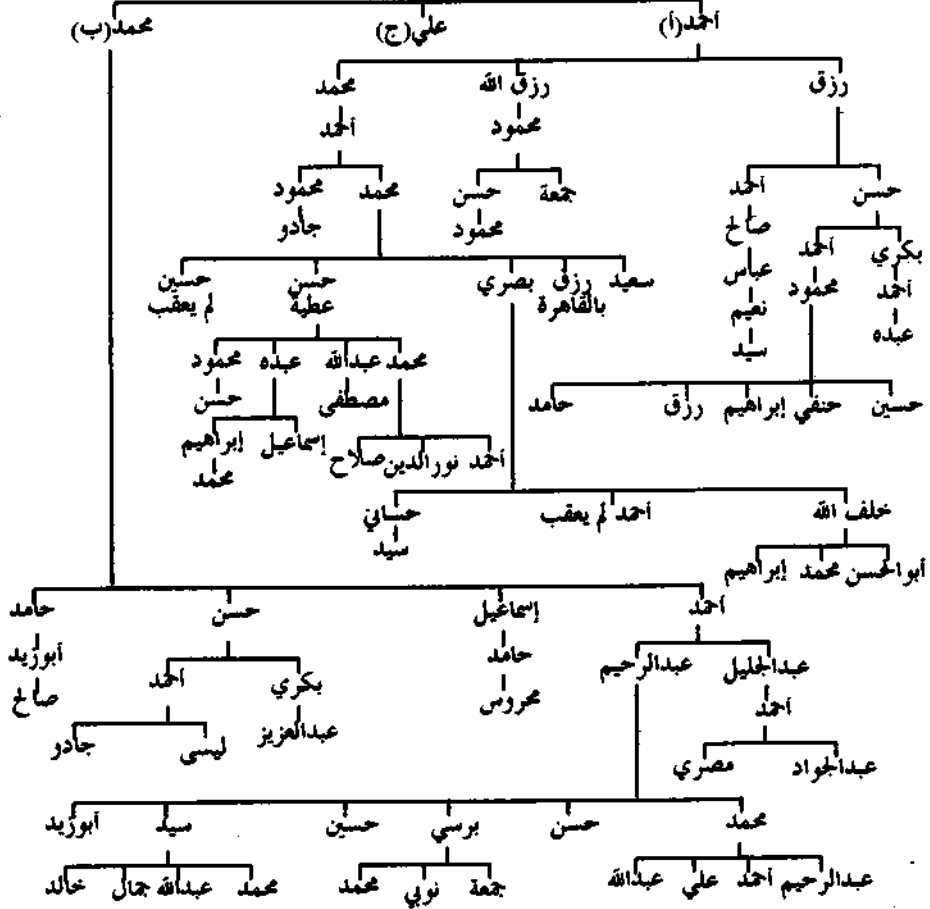 أحمد(أ) علي(ج) محمد(ب)
رزق رزق الله محمد
محمود أحمد
حسن أحمد جمعة حسن محمد محمود
صالح محمود جادو
بكري أحمد عباس سعيد رزق بصري حسن حسين
أحمد محمود نعيم بالقاهرة عطية لم يعقب
عبده سيد محمد عبدالله عبده محمود
حسين حنفي إبراهيم رزق حامد مصطفى حسن
أحمد نورالدين صلاح إسماعيل إبراهيم
محمد
خلف الله أحمد لم يعقب حساني
سيد
أبوالحسن محمد إبراهيم
أحمد إسماعيل حسن حامد
عبدالجليل عبدالرحيم حامد بكري أحمد أبوزيد
أحمد محروس عبدالعزيز صالح
عبدالجواد مصري ليسى جادو
محمد حسن برسي حسين سيد أبوزيد
عبدالرحيم أحمد علي عبدالله جمعة نوبي محمد محمد عبدالله جمال خالد